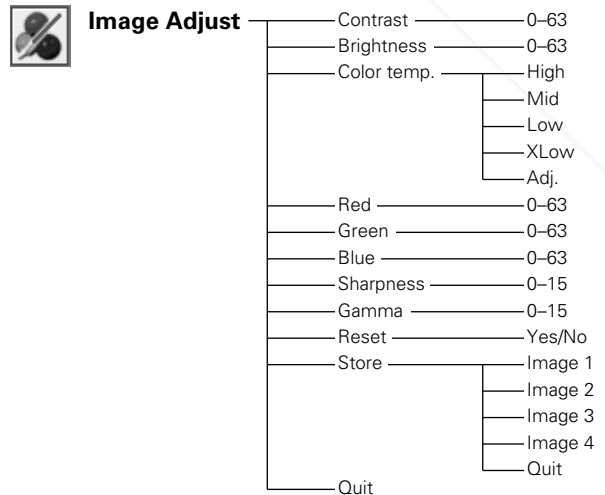 Image Adjust Contrast 0–63
Brightness 0–63
Color temp. High
Mid
Low
XLow
Adj.
Red 0–63
Green 0–63
Blue 0–63
Sharpness 0–15
Gamma 0–15
Reset Yes/No
Store Image 1
Image 2
Image 3
Image 4
Quit
Quit